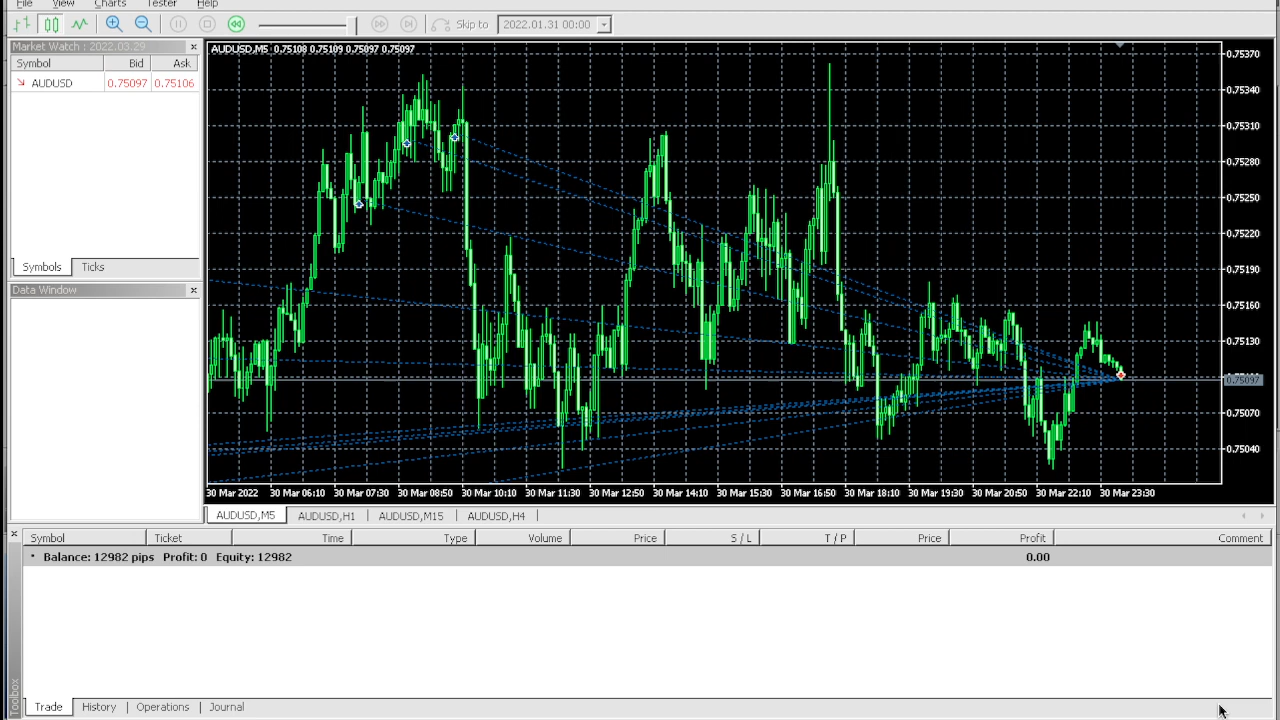 File View Charts Tester Help
Skip to 2022.01.31 00:00
Market Watch : 2022.03.29
Symbol Bid Ask
AUDUSD 0.75097 0.75106
Symbols Ticks
Data Window
AUDUSD,M5 0.75108 0.75109 0.75097 0.75097
0.75370
0.75340
0.75310
0.75280
0.75250
0.75220
0.75190
0.75160
0.75130
0.75097
0.75070
0.75040
30 Mar 2022 30 Mar 06:10 30 Mar 07:30 30 Mar 08:50 30 Mar 10:10 30 Mar 11:30 30 Mar 12:50 30 Mar 14:10 30 Mar 15:30 30 Mar 16:50 30 Mar 18:10 30 Mar 19:30 30 Mar 20:50 30 Mar 22:10 30 Mar 23:30
AUDUSD,M5 AUDUSD,H1 AUDUSD,M15 AUDUSD,H4
Symbol Ticket Time Type Volume Price S / L T / P Price Profit Comment
Balance: 12982 pips Profit: 0 Equity: 12982 0.00
Toolbox
Trade History Operations Journal